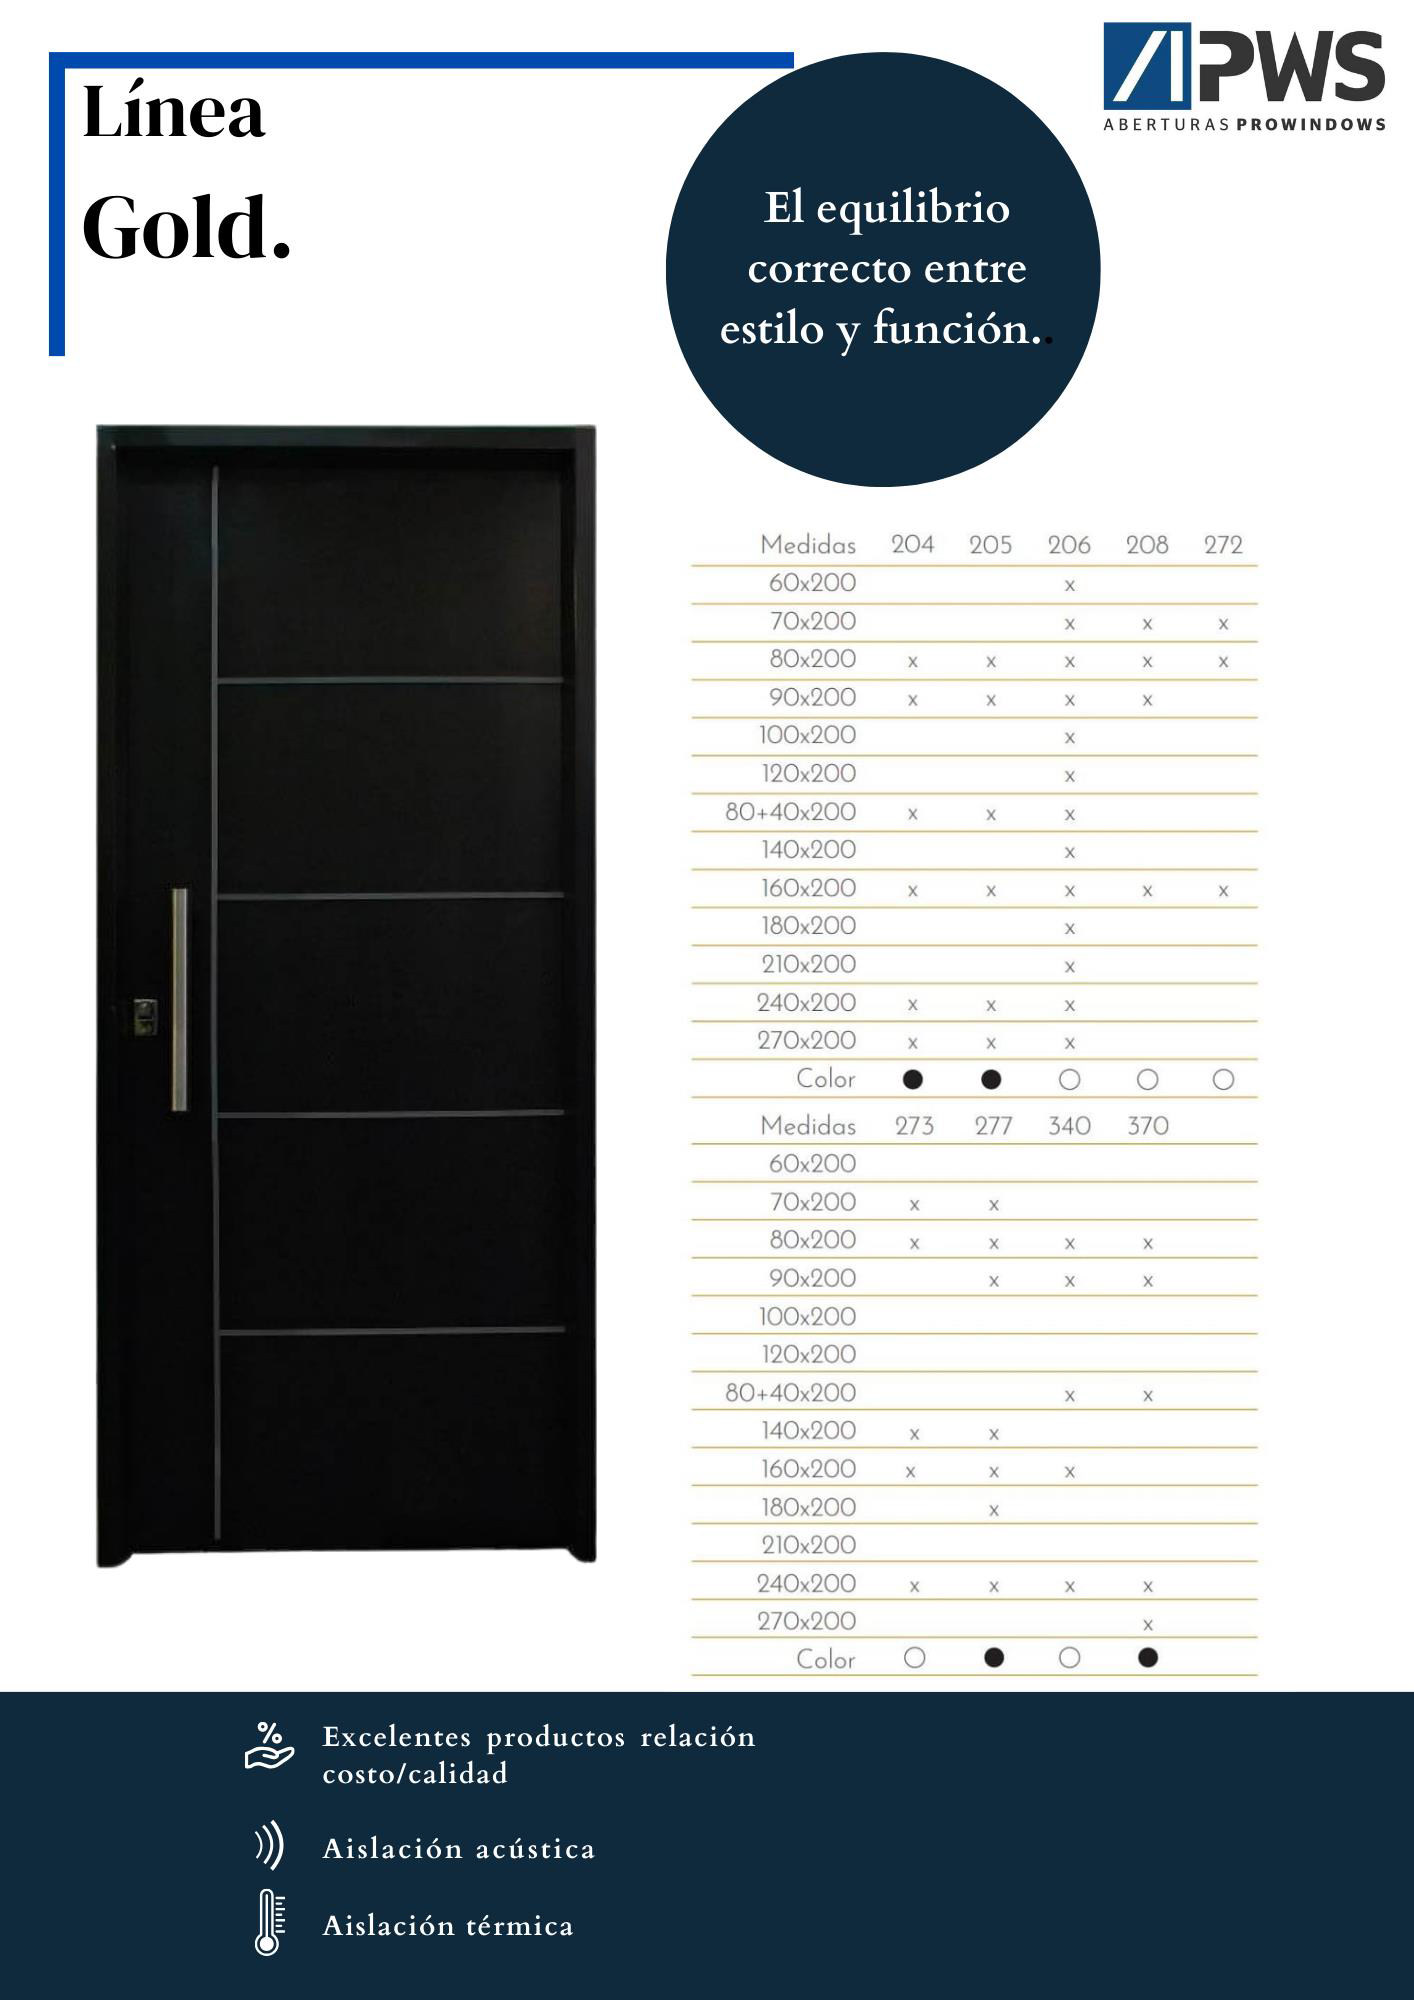 PWS
ABERTURAS PROWINDOWS
Línea
Gold.
El equilibrio
correcto entre
estilo y función..
Medidas 204 205 206 208 272
60x200 x
70x200 x x x
80x200 x x x x x
90x200 x x x x
100x200 x
120x200 x
80+40x200 x x x
140x200 x
160x200 x x x x x
180x200 x
210x200 x
240x200 x x x
270x200 x x x
Color ● ● ○ ○ ○
Medidas 273 277 340 370
60x200
70x200 x x
80x200 x x x x
90x200 x x x
100x200
120x200
80+40x200 x x
140x200 x x
160x200 x x x
180x200 x
210x200
240x200 x x x x
270x200 x
Color ○ ● ○ ●
Excelentes productos relación
costo/calidad
Aislación acústica
Aislación térmica